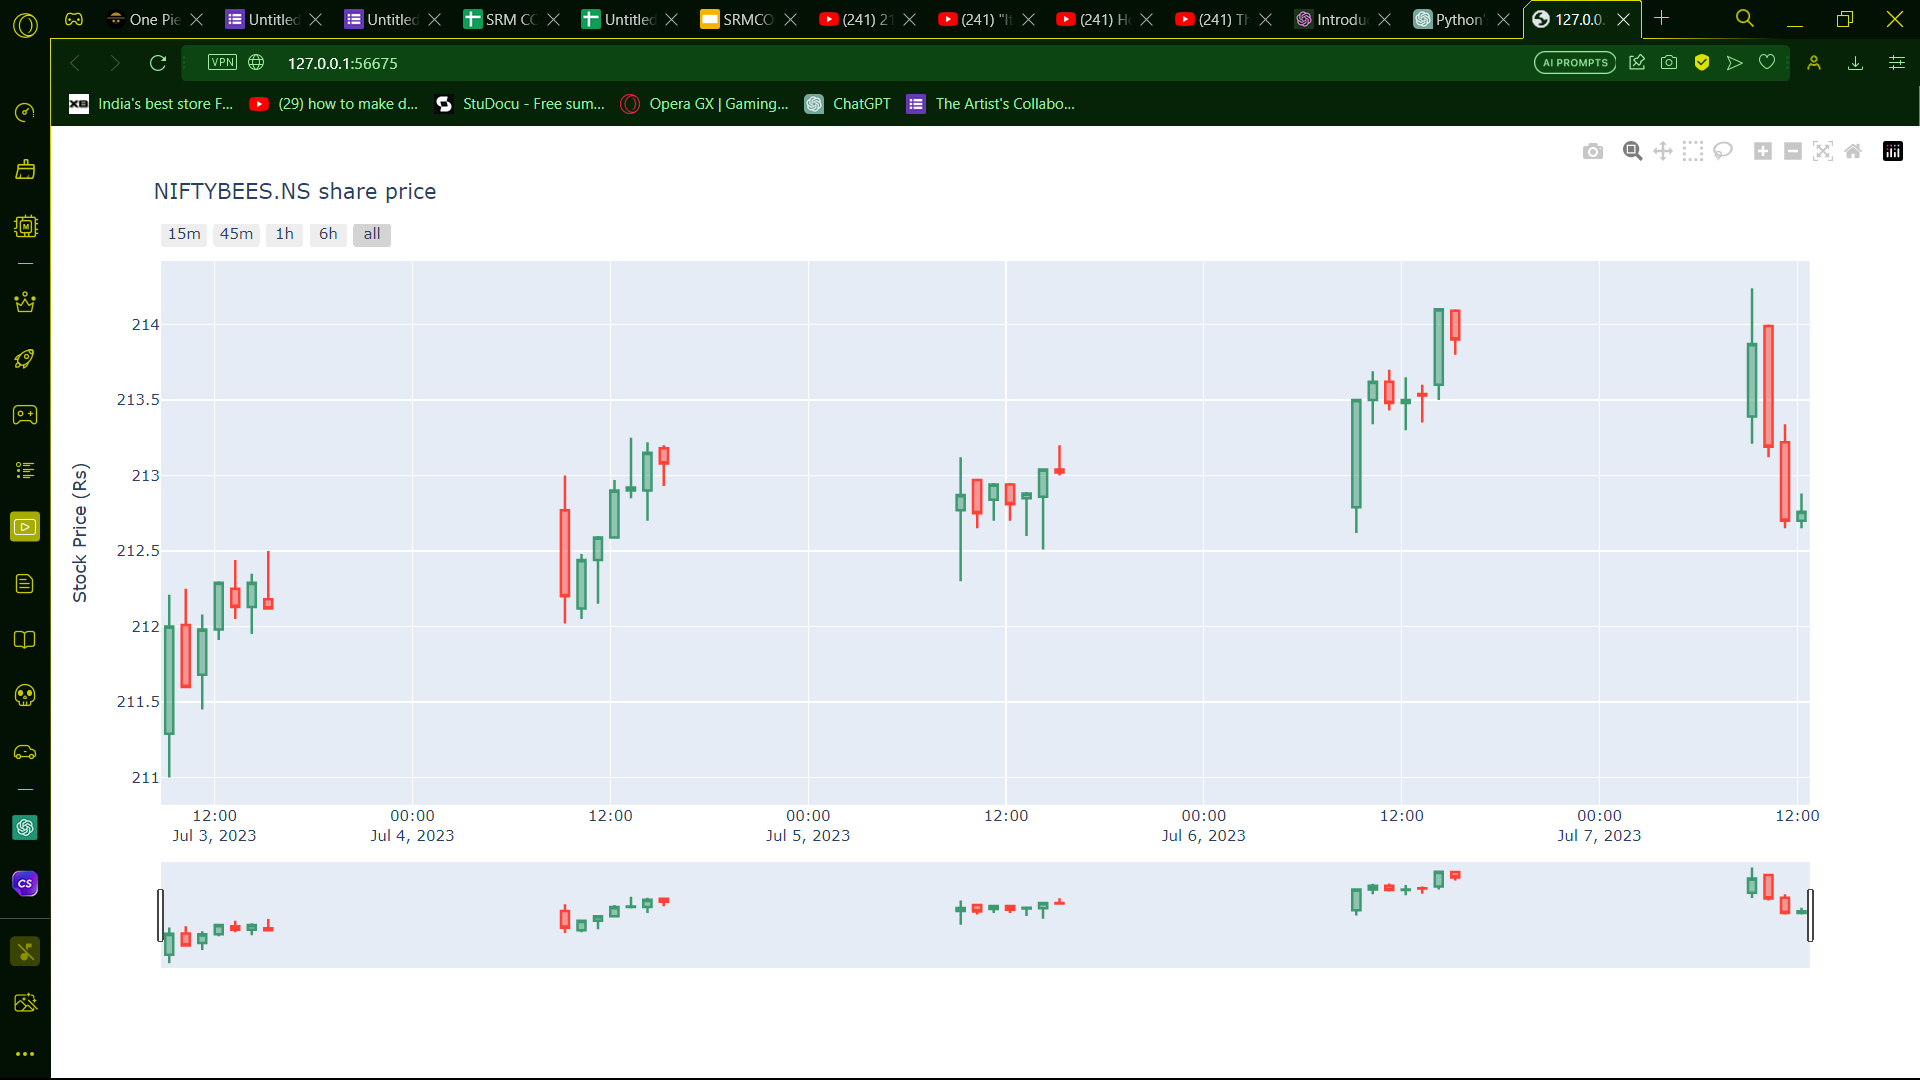 One Pie
Untitled
Untitled
SRM CC
Untitled
SRMCO
(241) 21
(241) "It
(241) Ho
(241) Th
Introdu
Python'
127.0.0.
VPN
127.0.0.1:56675
AI PROMPTS
India's best store F...
(29) how to make d...
StuDocu - Free sum...
Opera GX | Gaming...
ChatGPT
The Artist's Collabo...
NIFTYBEES.NS share price
15m 45m 1h 6h all
Stock Price (Rs)
214
213.5
213
212.5
212
211.5
211
12:00
Jul 3, 2023
00:00
Jul 4, 2023
12:00
00:00
Jul 5, 2023
12:00
00:00
Jul 6, 2023
12:00
00:00
Jul 7, 2023
12:00
M
CS